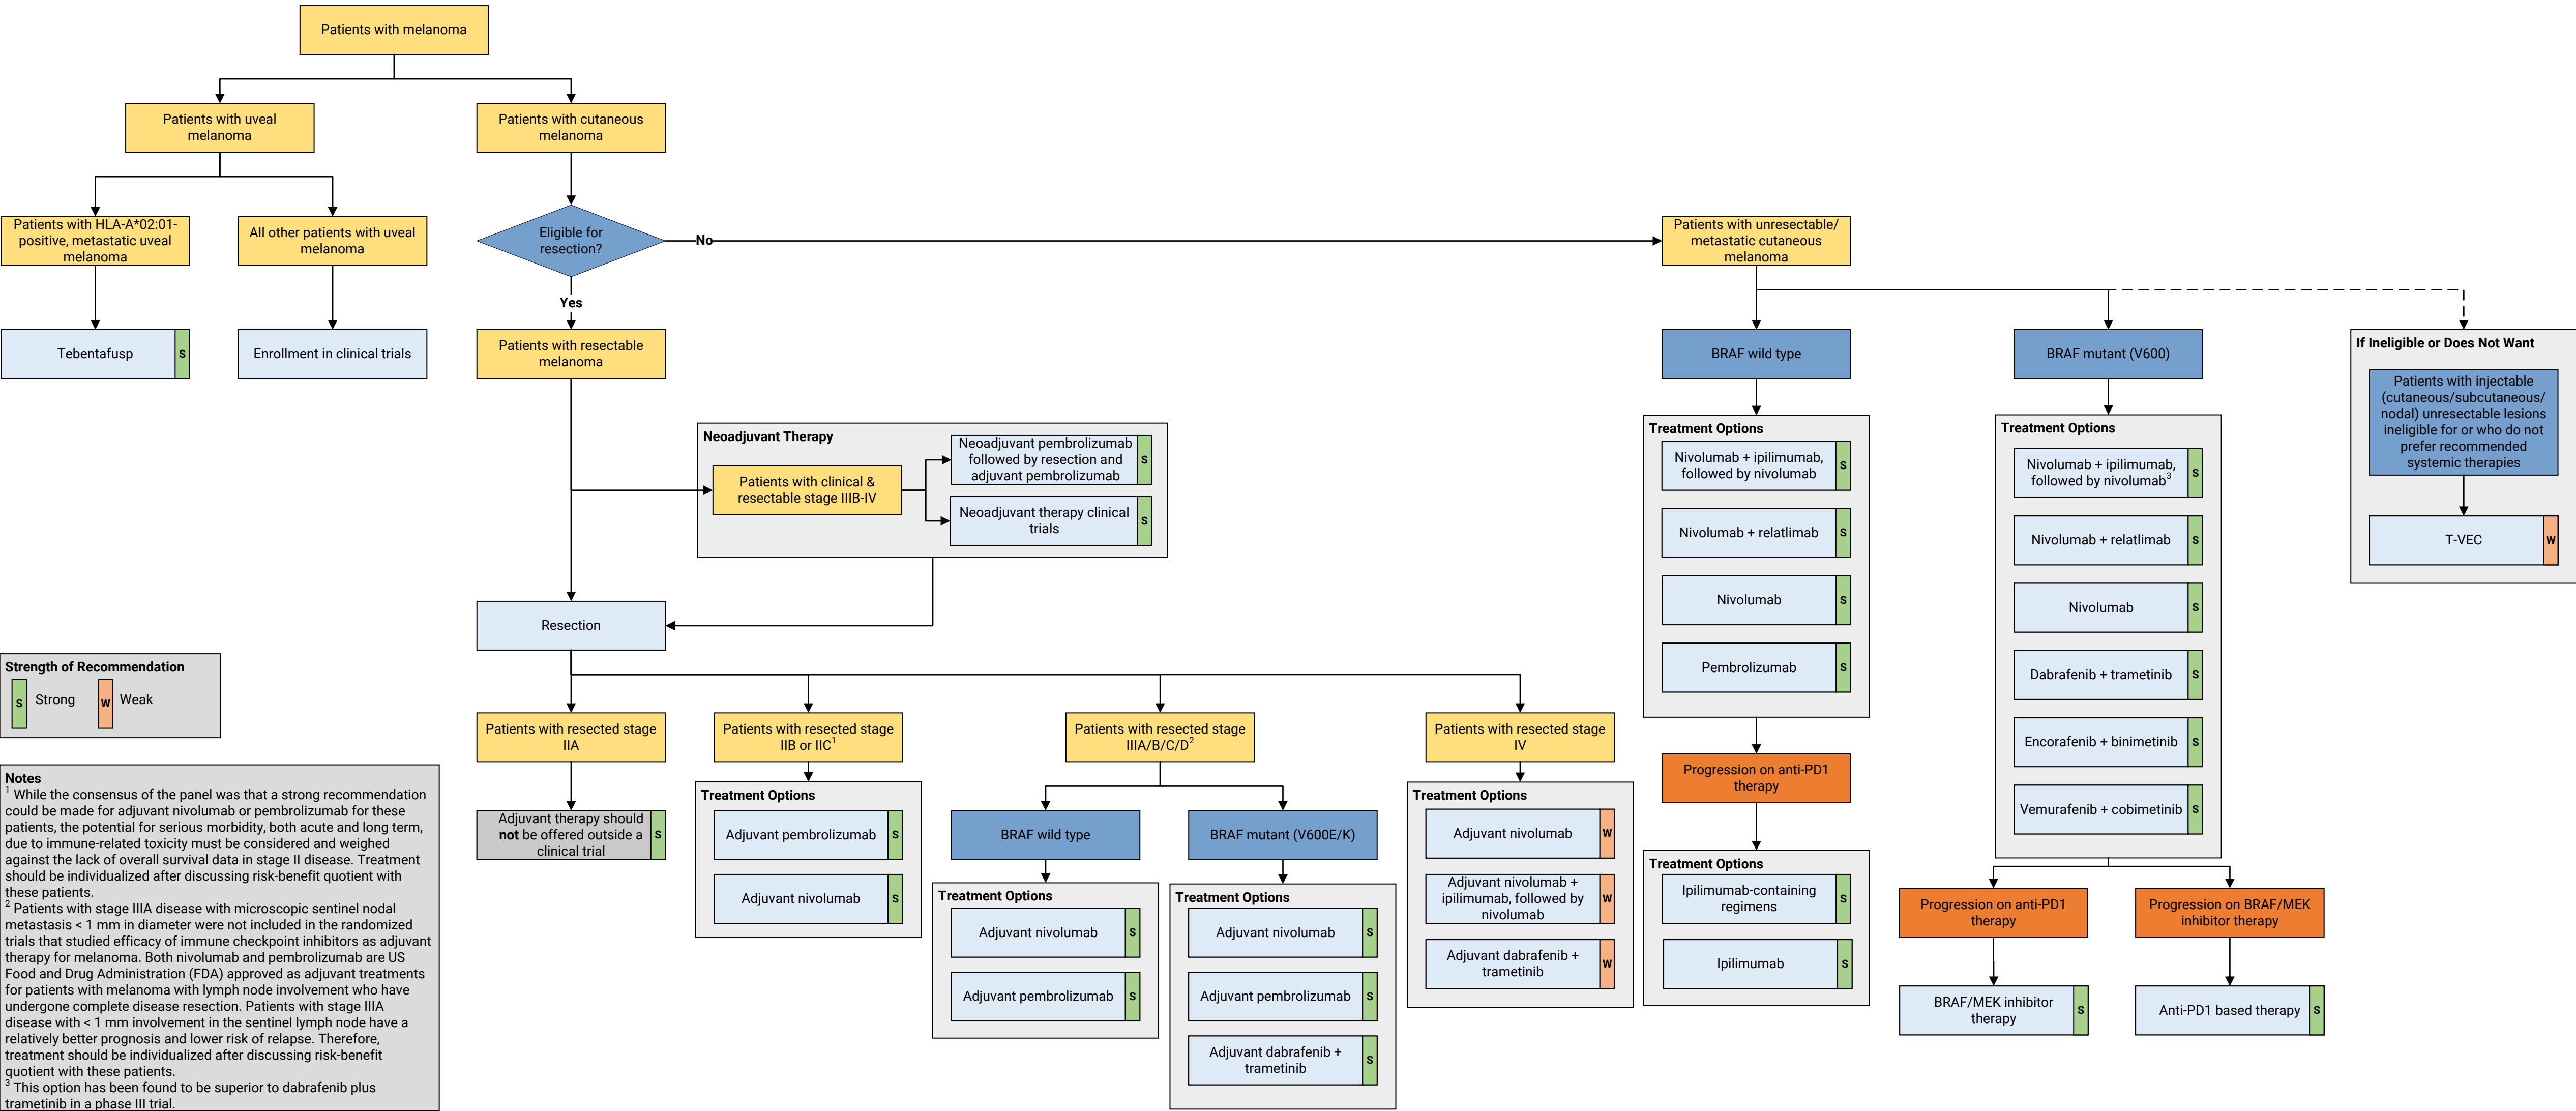 Patients with melanoma
Patients with uveal
melanoma
Patients with cutaneous
melanoma
Patients with HLA-A*02:01-
positive, metastatic uveal
melanoma
All other patients with uveal
melanoma
Eligible for
resection?
No
Patients with unresectable/
metastatic cutaneous
melanoma
Yes
Tebentafusp
S
Enrollment in clinical trials
Patients with resectable
melanoma
BRAF wild type
BRAF mutant (V600)
If Ineligible or Does Not Want
Patients with injectable
(cutaneous/subcutaneous/
nodal) unresectable lesions
ineligible for or who do not
prefer recommended
systemic therapies
T-VEC
W
Neoadjuvant Therapy
Patients with clinical &
resectable stage IIIB-IV
Neoadjuvant pembrolizumab
followed by resection and
adjuvant pembrolizumab
S
Neoadjuvant therapy clinical
trials
S
Treatment Options
Nivolumab + ipilimumab,
followed by nivolumab
S
Nivolumab + relatlimab
S
Nivolumab
S
Pembrolizumab
S
Treatment Options
Nivolumab + ipilimumab,
followed by nivolumab3
S
Nivolumab + relatlimab
S
Nivolumab
S
Dabrafenib + trametinib
S
Encorafenib + binimetinib
S
Vemurafenib + cobimetinib
S
Resection
Strength of Recommendation
S
Strong
W
Weak
Patients with resected stage
IIA
Patients with resected stage
IIB or IIC1
Patients with resected stage
IIIA/B/C/D2
Patients with resected stage
IV
Adjuvant therapy should
not be offered outside a
clinical trial
S
Treatment Options
Adjuvant pembrolizumab
S
Adjuvant nivolumab
S
BRAF wild type
BRAF mutant (V600E/K)
Treatment Options
Adjuvant nivolumab
S
Adjuvant pembrolizumab
S
Treatment Options
Adjuvant nivolumab
S
Adjuvant pembrolizumab
S
Adjuvant dabrafenib +
trametinib
S
Treatment Options
Adjuvant nivolumab
W
Adjuvant nivolumab +
ipilimumab, followed by
nivolumab
W
Adjuvant dabrafenib +
trametinib
W
Progression on anti-PD1
therapy
Treatment Options
Ipilimumab-containing
regimens
S
Ipilimumab
S
Progression on anti-PD1
therapy
Progression on BRAF/MEK
inhibitor therapy
BRAF/MEK inhibitor
therapy
S
Anti-PD1 based therapy
S
Notes
1 While the consensus of the panel was that a strong recommendation
could be made for adjuvant nivolumab or pembrolizumab for these
patients, the potential for serious morbidity, both acute and long term,
due to immune-related toxicity must be considered and weighed
against the lack of overall survival data in stage II disease. Treatment
should be individualized after discussing risk-benefit quotient with
these patients.
2 Patients with stage IIIA disease with microscopic sentinel nodal
metastasis < 1 mm in diameter were not included in the randomized
trials that studied efficacy of immune checkpoint inhibitors as adjuvant
therapy for melanoma. Both nivolumab and pembrolizumab are US
Food and Drug Administration (FDA) approved as adjuvant treatments
for patients with melanoma with lymph node involvement who have
undergone complete disease resection. Patients with stage IIIA
disease with < 1 mm involvement in the sentinel lymph node have a
relatively better prognosis and lower risk of relapse. Therefore,
treatment should be individualized after discussing risk-benefit
quotient with these patients.
3 This option has been found to be superior to dabrafenib plus
trametinib in a phase III trial.